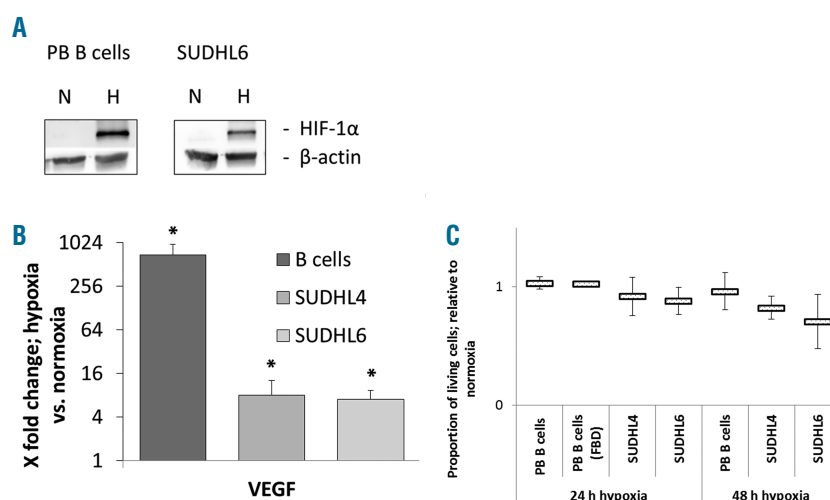 A
PB B cells SUDHL6
N H N H
- HIF-1α
- β-actin
B
X fold change; hypoxia
vs. normoxia
1024
256
64
16
4
1
*
*
*
B cells
SUDHL4
SUDHL6
VEGF
C
Proportion of living cells; relative to
normoxia
1
0
PB B cells
PB B cells
(FBD)
SUDHL4
SUDHL6
PB B cells
SUDHL4
SUDHL6
24 h hypoxia
48 h hypoxia